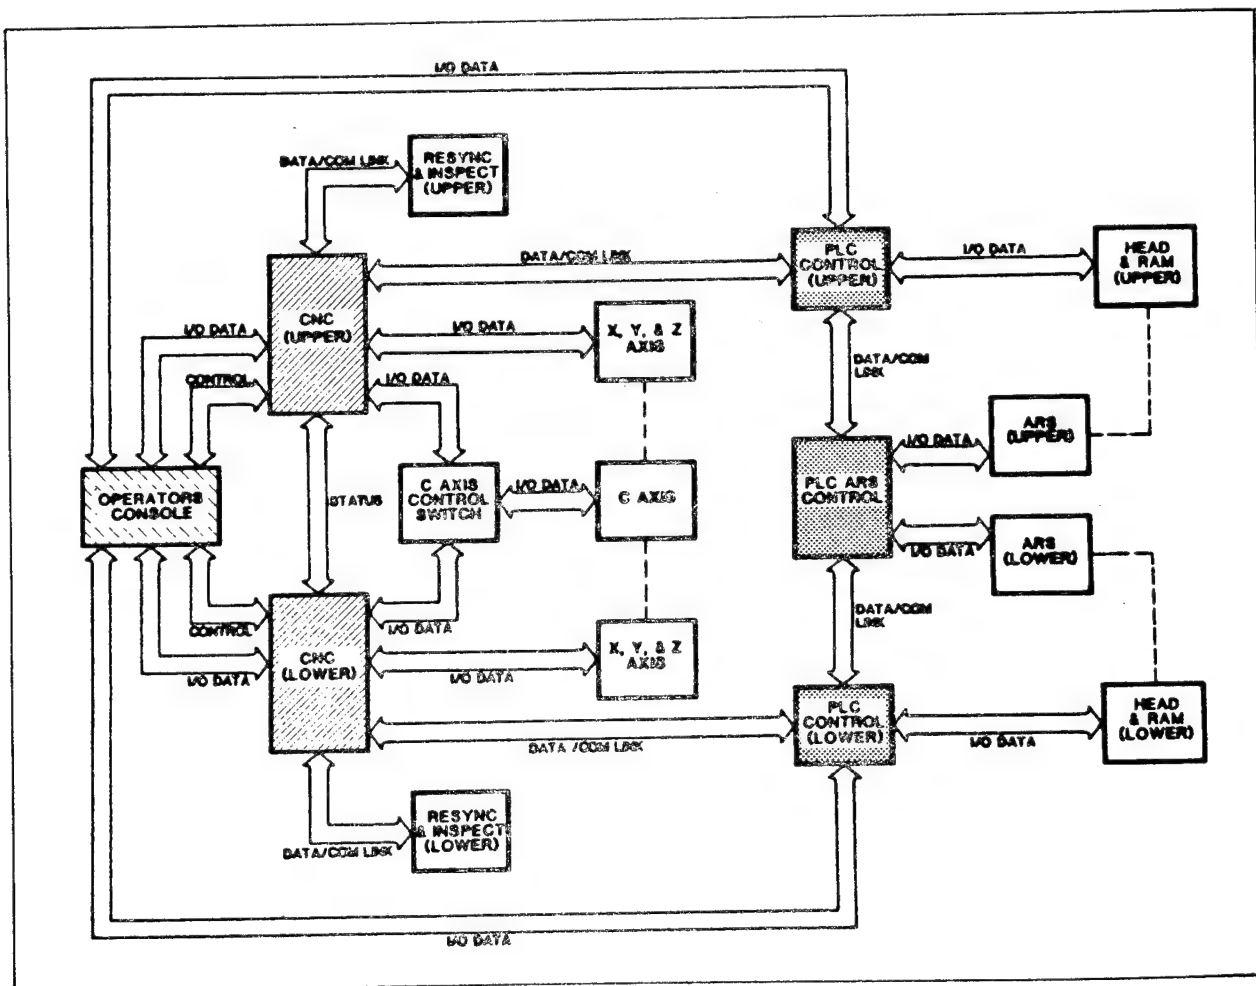 I/O DATA
DATA/COM LINK
RESYNC
& INSPECT
(UPPER)
DATA/COM LINK
PLC
CONTROL
(UPPER)
I/O DATA
HEAD
& RAM
(UPPER)
CNC
(UPPER)
I/O DATA
I/O DATA
X, Y, & Z
AXIS
CONTROL
I/O DATA
DATA/COM
LINK
ARS
(UPPER)
I/O DATA
OPERATORS
CONSOLE
STATUS
C AXIS
CONTROL
SWITCH
I/O DATA
C AXIS
PLC ARS
CONTROL
ARS
(LOWER)
I/O DATA
CONTROL
I/O DATA
DATA/COM
LINK
CNC
(LOWER)
I/O DATA
I/O DATA
X, Y, & Z
AXIS
PLC
CONTROL
(LOWER)
I/O DATA
HEAD
& RAM
(LOWER)
DATA /COM LINK
RESYNC
& INSPECT
(LOWER)
DATA/COM LINK
I/O DATA